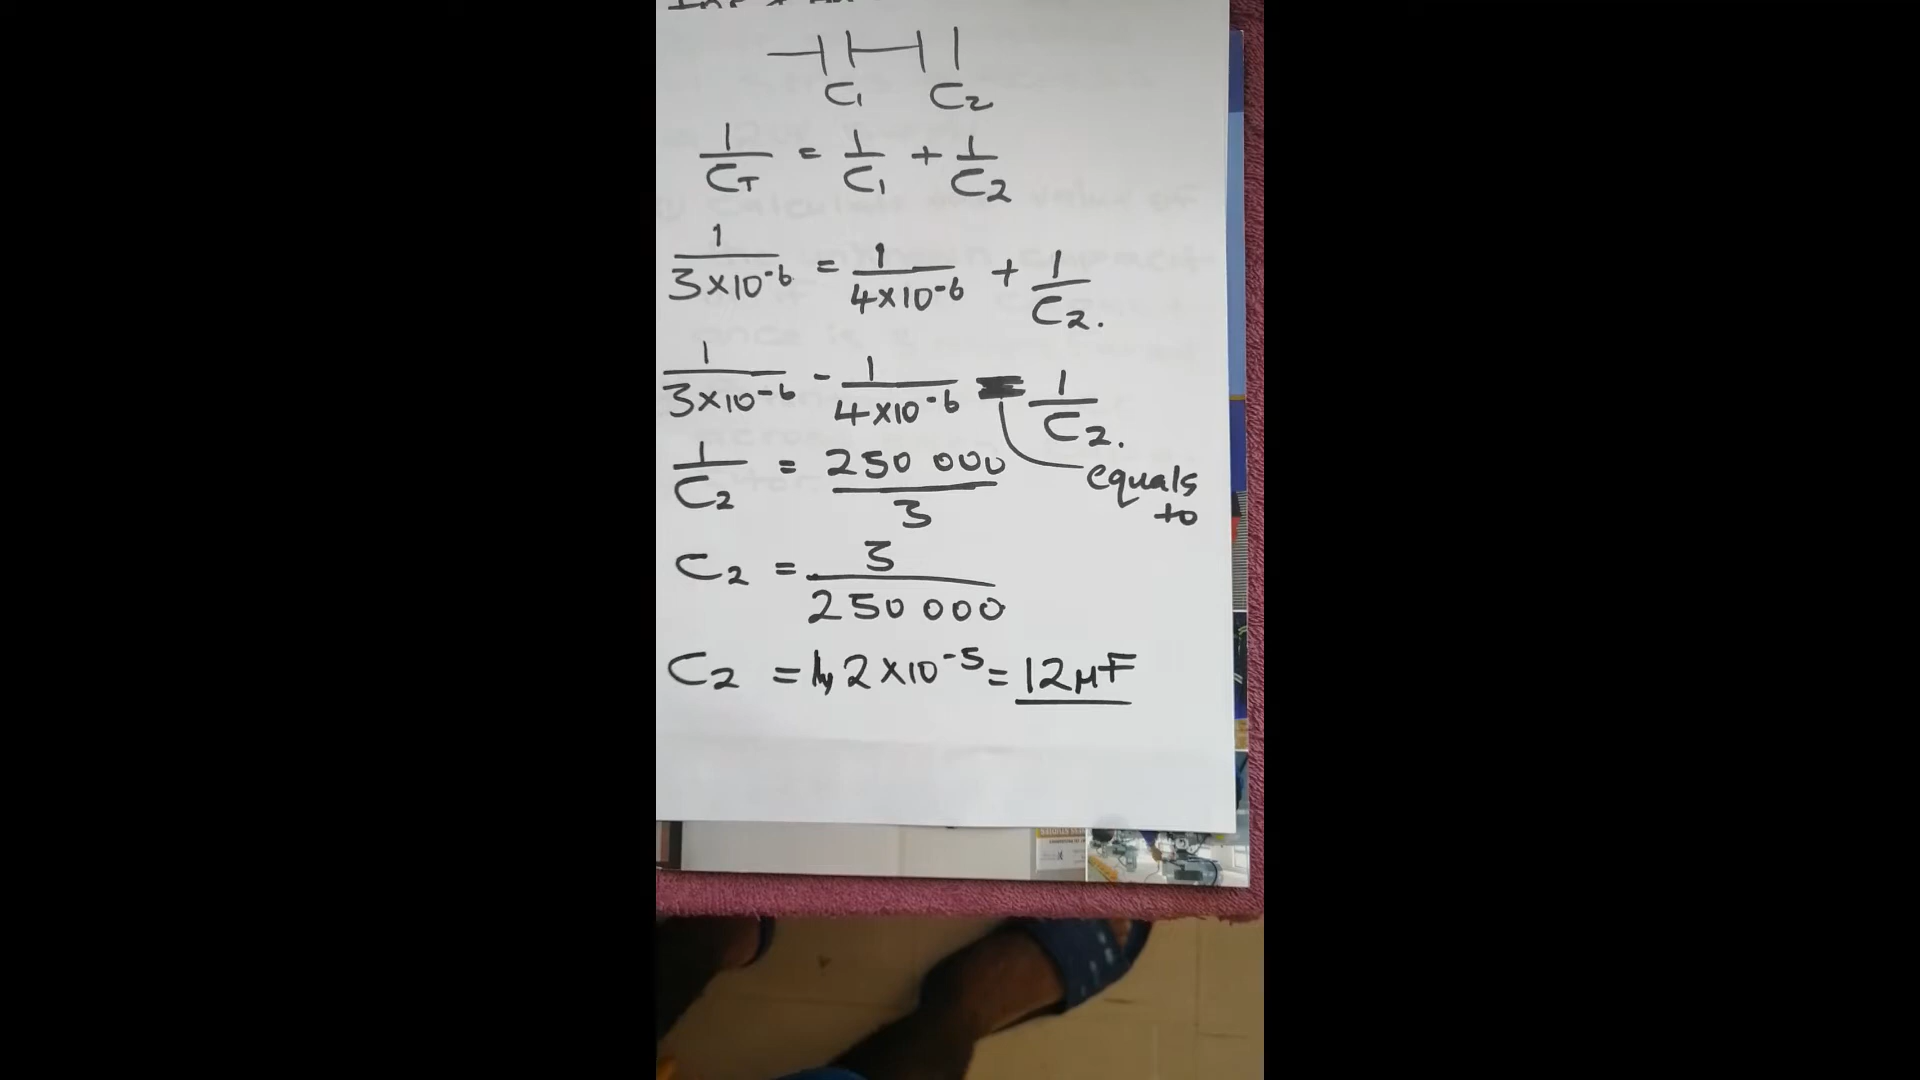 C1 C2
1/CT = 1/C1 + 1/C2
1/3×10^-6 = 1/4×10^-6 + 1/C2.
1/3×10^-6 - 1/4×10^-6 = 1/C2.
equals to
1/C2 = 250 000/3
C2 = 3/250 000
C2 = 1,2×10^-5 = 12μF